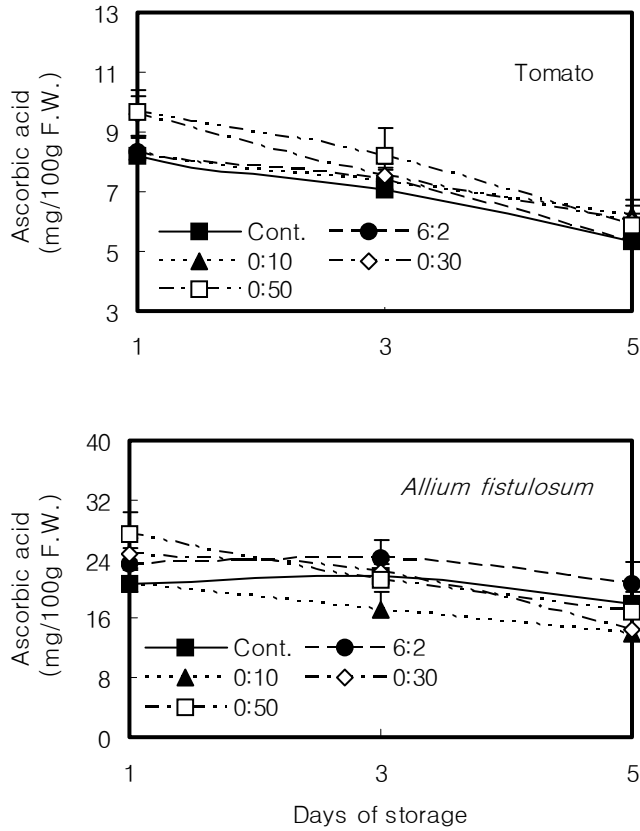 13
11
9
7
5
3
Ascorbic acid
(mg/100g F.W.)
Tomato
Cont. 6:2
0:10 0:30
0:50
1 3 5
40
32
24
16
8
0
Ascorbic acid
(mg/100g F.W.)
Allium fistulosum
Cont. 6:2
0:10 0:30
0:50
1 3 5
Days of storage